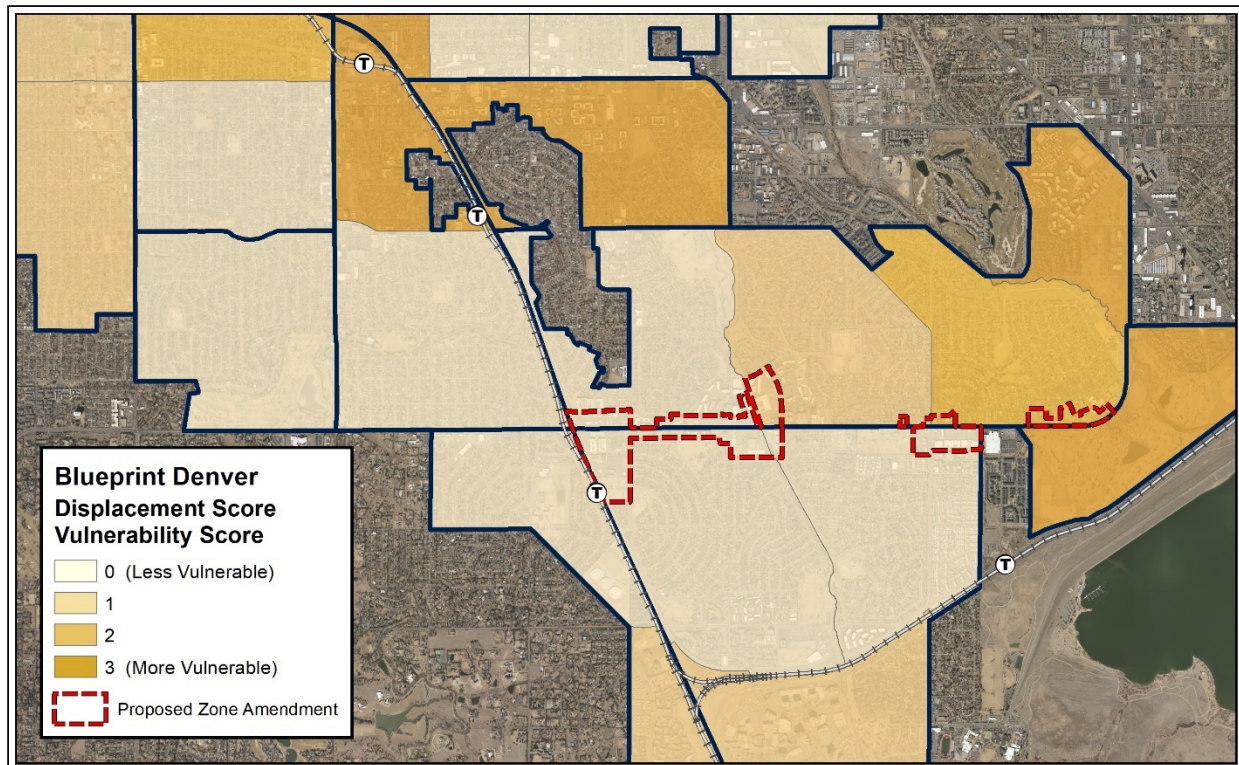 T
T
T
T
Blueprint Denver
Displacement Score
Vulnerability Score
0 (Less Vulnerable)
1
2
3 (More Vulnerable)
Proposed Zone Amendment